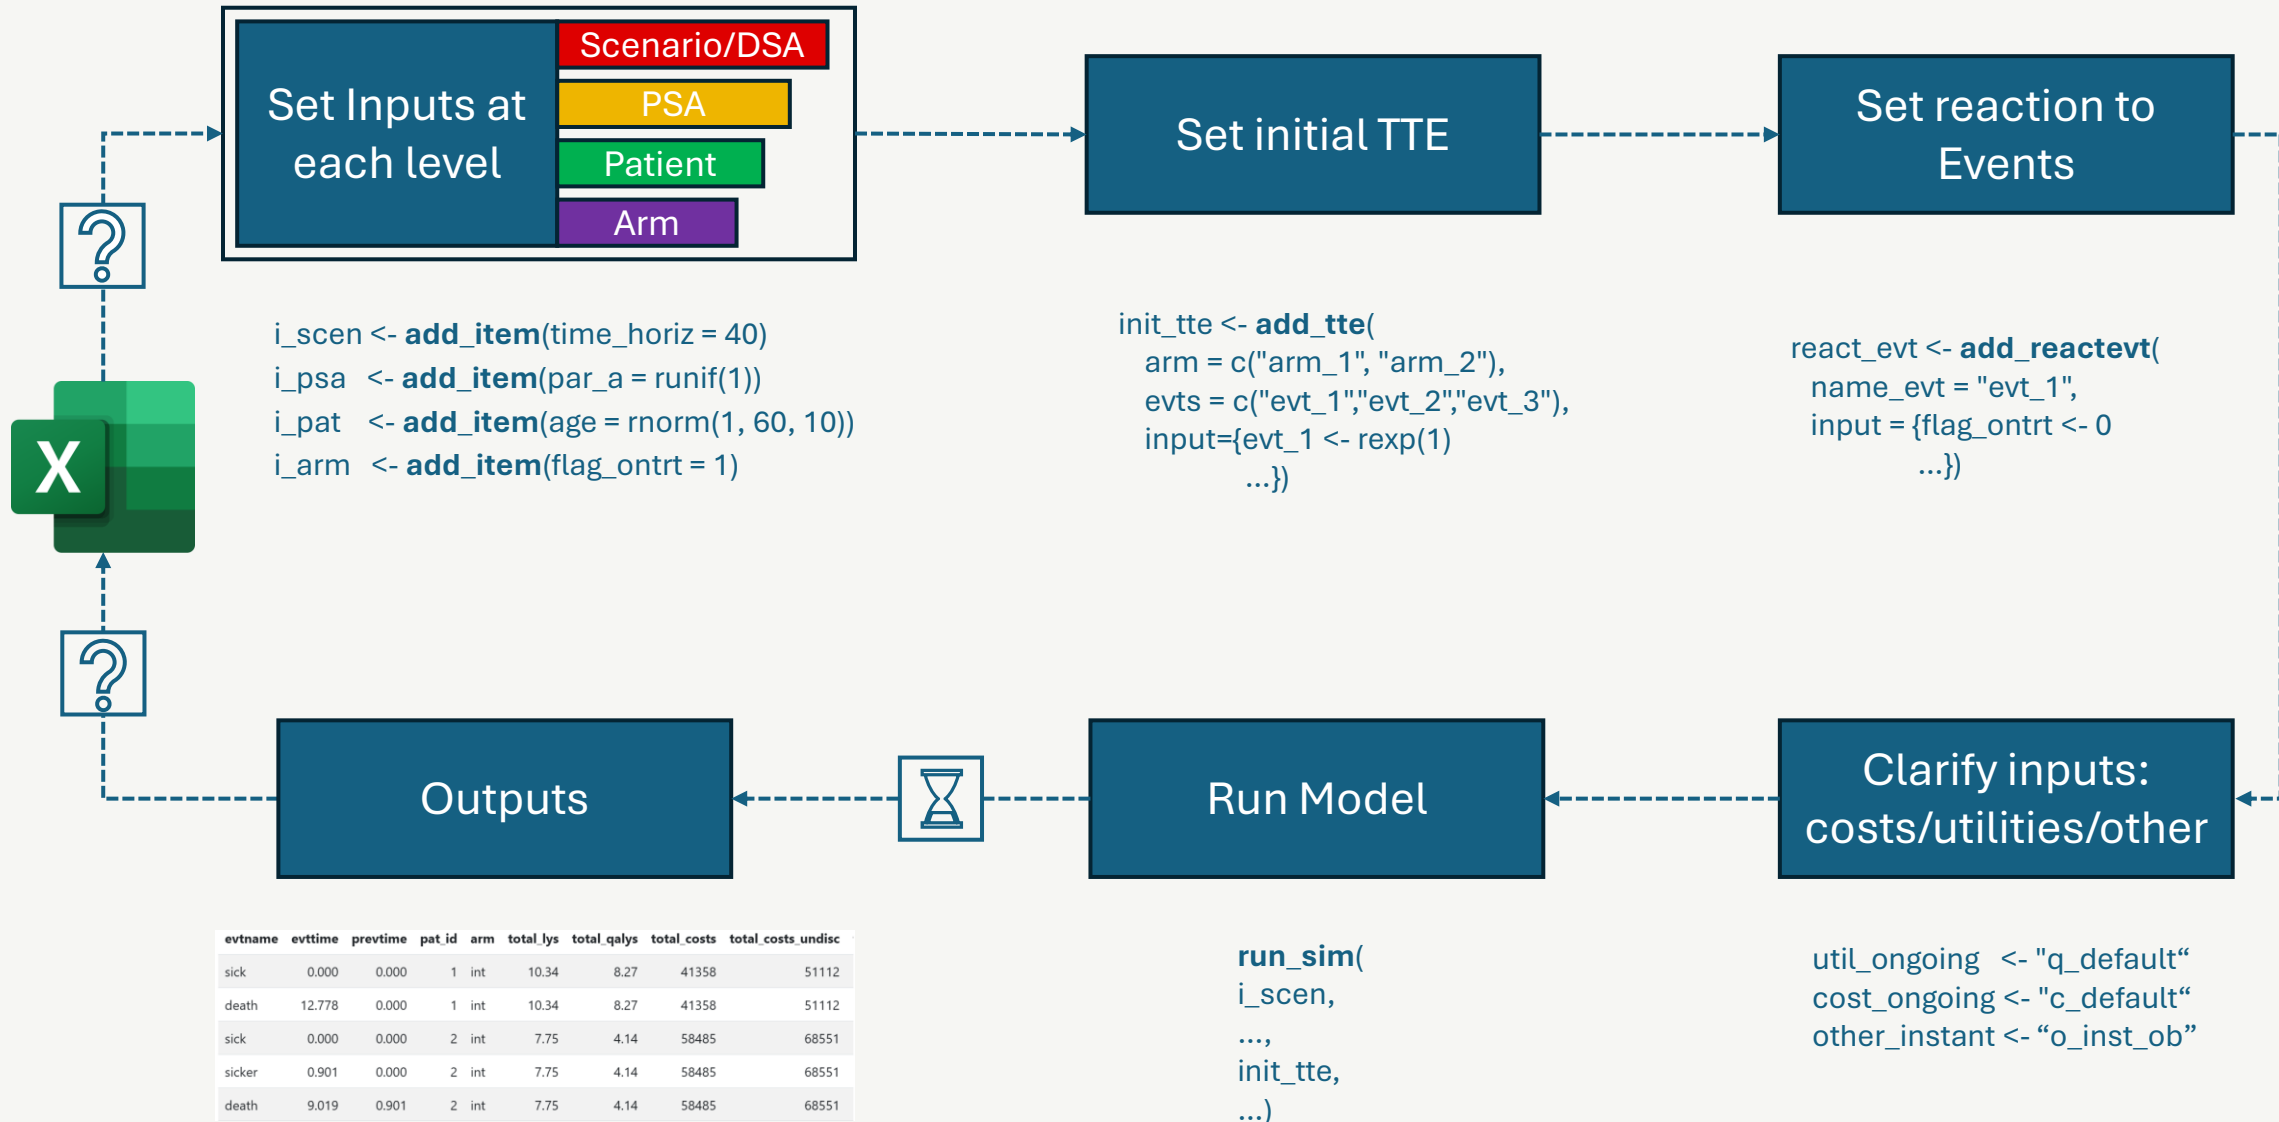 Set Inputs at
each level
Scenario/DSA
PSA
Patient
Arm
Set initial TTE
Set reaction to
Events
i_scen <- add_item(time_horiz = 40)
i_psa <- add_item(par_a = runif(1))
i_pat <- add_item(age = rnorm(1, 60, 10))
i_arm <- add_item(flag_ontrt = 1)
init_tte <- add_tte(
arm = c("arm_1", "arm_2"),
evts = c("evt_1","evt_2","evt_3"),
input={evt_1 <- rexp(1)
...})
react_evt <- add_reactevt(
name_evt = "evt_1",
input = {flag_ontrt <- 0
...})
X
Outputs
Run Model
Clarify inputs:
costs/utilities/other
evtname evttime prevtime pat_id arm total_lys total_qalys total_costs total_costs_undisc
sick 0.000 0.000 1 int 10.34 8.27 41358 51112
death 12.778 0.000 1 int 10.34 8.27 41358 51112
sick 0.000 0.000 2 int 7.75 4.14 58485 68551
sicker 0.901 0.000 2 int 7.75 4.14 58485 68551
death 9.019 0.901 2 int 7.75 4.14 58485 68551
run_sim(
i_scen,
...,
init_tte,
...)
util_ongoing <- "q_default“
cost_ongoing <- "c_default“
other_instant <- “o_inst_ob”